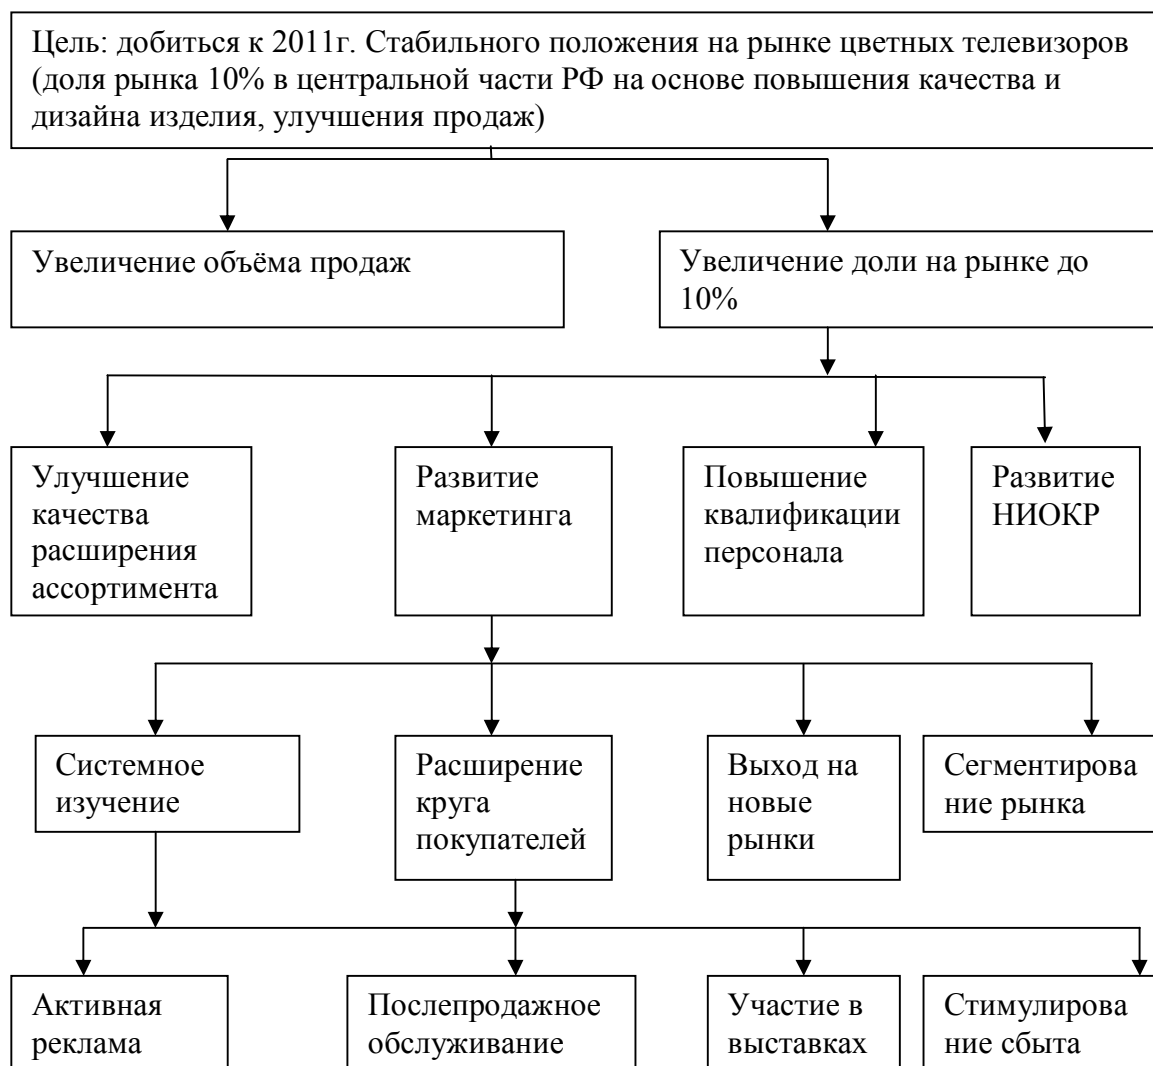 Цель: добиться к 2011г. Стабильного положения на рынке цветных телевизоров
(доля рынка 10% в центральной части РФ на основе повышения качества и
дизайна изделия, улучшения продаж)
Увеличение объёма продаж
Увеличение доли на рынке до
10%
Улучшение
качества
расширения
ассортимента
Развитие
маркетинга
Повышение
квалификации
персонала
Развитие
НИОКР
Системное
изучение
Расширение
круга
покупателей
Выход на
новые
рынки
Сегментирова
ние рынка
Активная
реклама
Послепродажное
обслуживание
Участие в
выставках
Стимулирова
ние сбыта